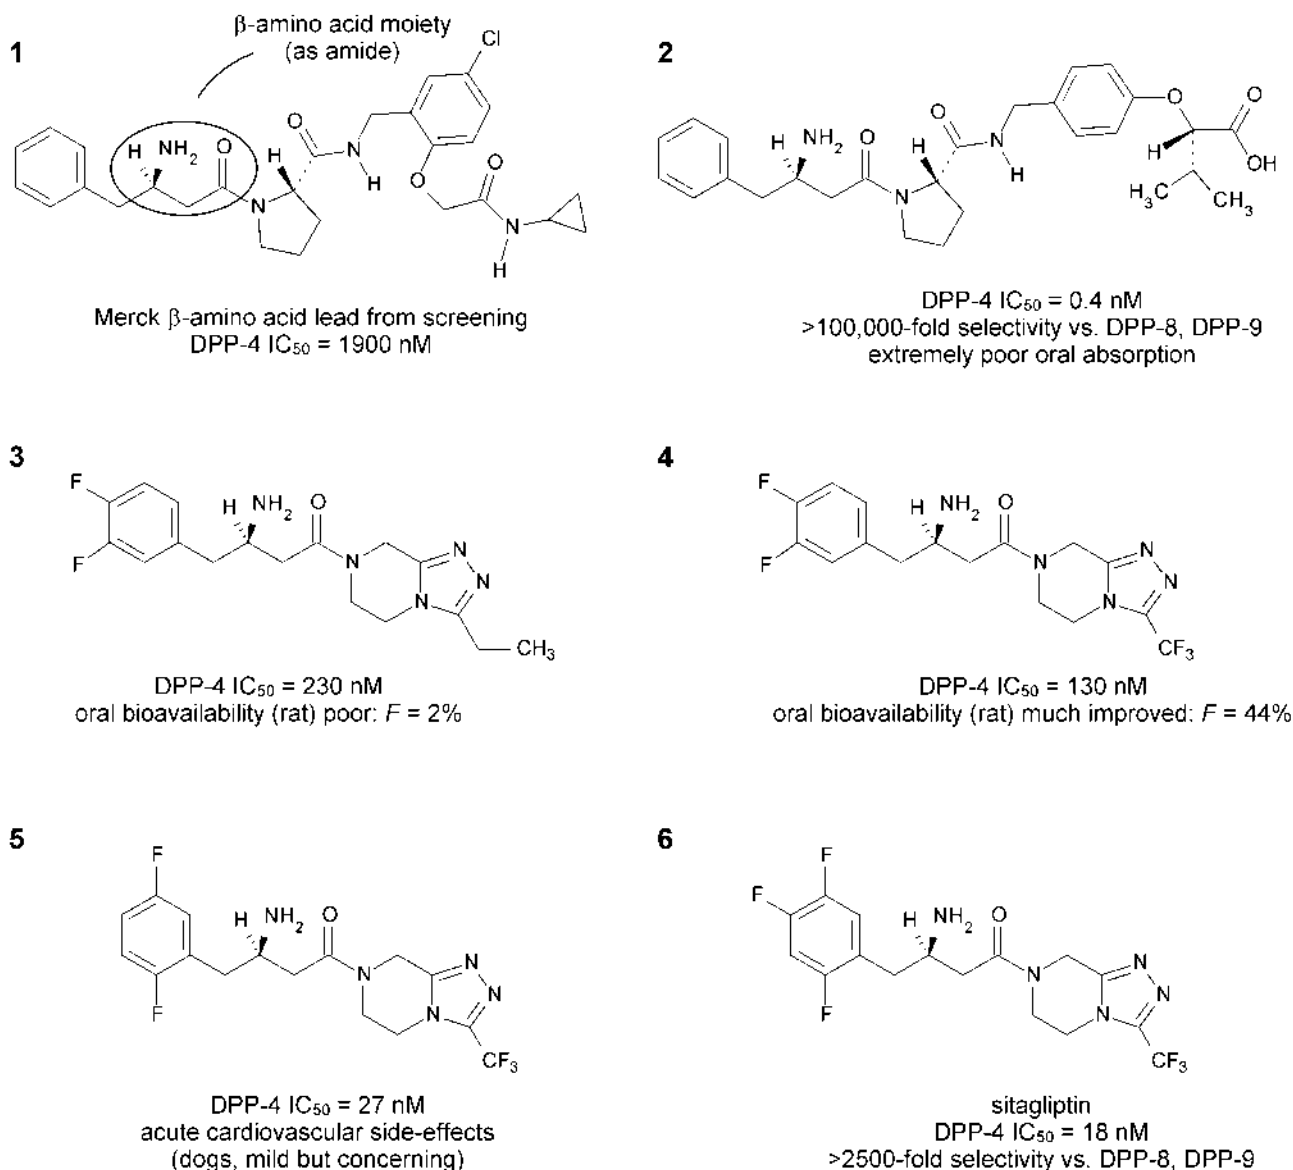 β-amino acid moiety
(as amide)
1
Cl
O
H
NH2
O
H
N
H
N
O
O
N
H
Merck β-amino acid lead from screening
DPP-4 IC50 = 1900 nM
2
O
O
OH
H
H3C
CH3
O
N
H
H
NH2
O
H
N
DPP-4 IC50 = 0.4 nM
>100,000-fold selectivity vs. DPP-8, DPP-9
extremely poor oral absorption
3
F
F
H
NH2
O
N
N
N
N
CH3
DPP-4 IC50 = 230 nM
oral bioavailability (rat) poor: F = 2%
4
F
F
H
NH2
O
N
N
N
N
CF3
DPP-4 IC50 = 130 nM
oral bioavailability (rat) much improved: F = 44%
5
F
F
H
NH2
O
N
N
N
N
CF3
DPP-4 IC50 = 27 nM
acute cardiovascular side-effects
(dogs, mild but concerning)
6
F
F
F
H
NH2
O
N
N
N
N
CF3
sitagliptin
DPP-4 IC50 = 18 nM
>2500-fold selectivity vs. DPP-8, DPP-9